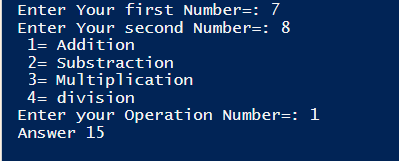 Enter Your first Number=: 7
Enter Your second Number=: 8
1= Addition
2= Substraction
3= Multiplication
4= division
Enter your Operation Number=: 1
Answer 15